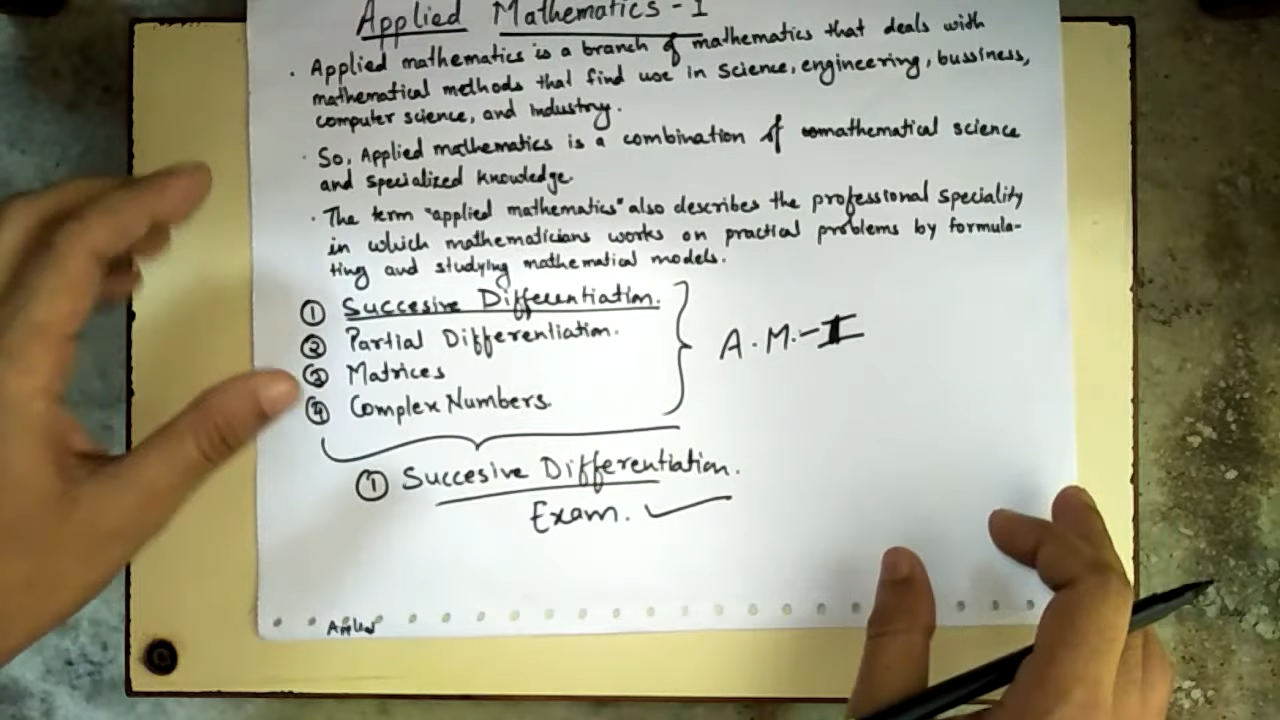 Applied Mathematics - I
· Applied mathematics is a branch of mathematics that deals with
mathematical methods that find use in science, engineering, bussiness,
computer science, and industry.
· So, Applied mathematics is a combination of mathematical science
and specialized knowledge.
· The term "applied mathematics" also describes the professional speciality
in which mathematicians works on practical problems by formula-
ting and studying mathematical models.
① Succesive Differentiation.
② Partial Differentiation.
③ Matrices
④ Complex Numbers
A.M.-I
① Succesive Differentiation.
Exam.